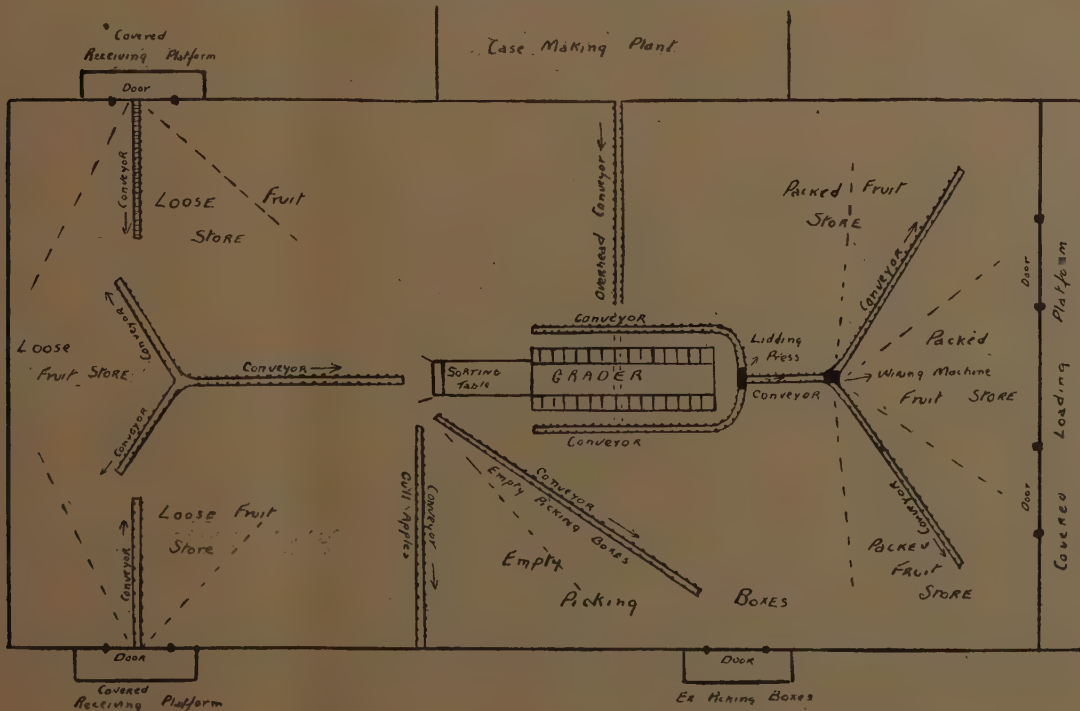 Covered
Receiving Platform
Door
Case Making Plant
Conveyor
LOOSE
STORE
Fruit
Overhead Conveyor
Packed Fruit
STORE
Conveyor
Door
Covered Loading Platform
Loose
Fruit Store
Conveyor
Conveyor
Conveyor
Sorting
Table
Conveyor
GRADER
Conveyor
Lidding
Press
Conveyor
Wiring Machine
Packed
Fruit Store
Conveyor
Packed
Fruit
Store
Door
Loose Fruit
Store
Conveyor
Cull Apples
Conveyor
Conveyor
Empty Picking Boxes
Empty
Picking Boxes
Door
Covered
Receiving Platform
Door
Picking Boxes